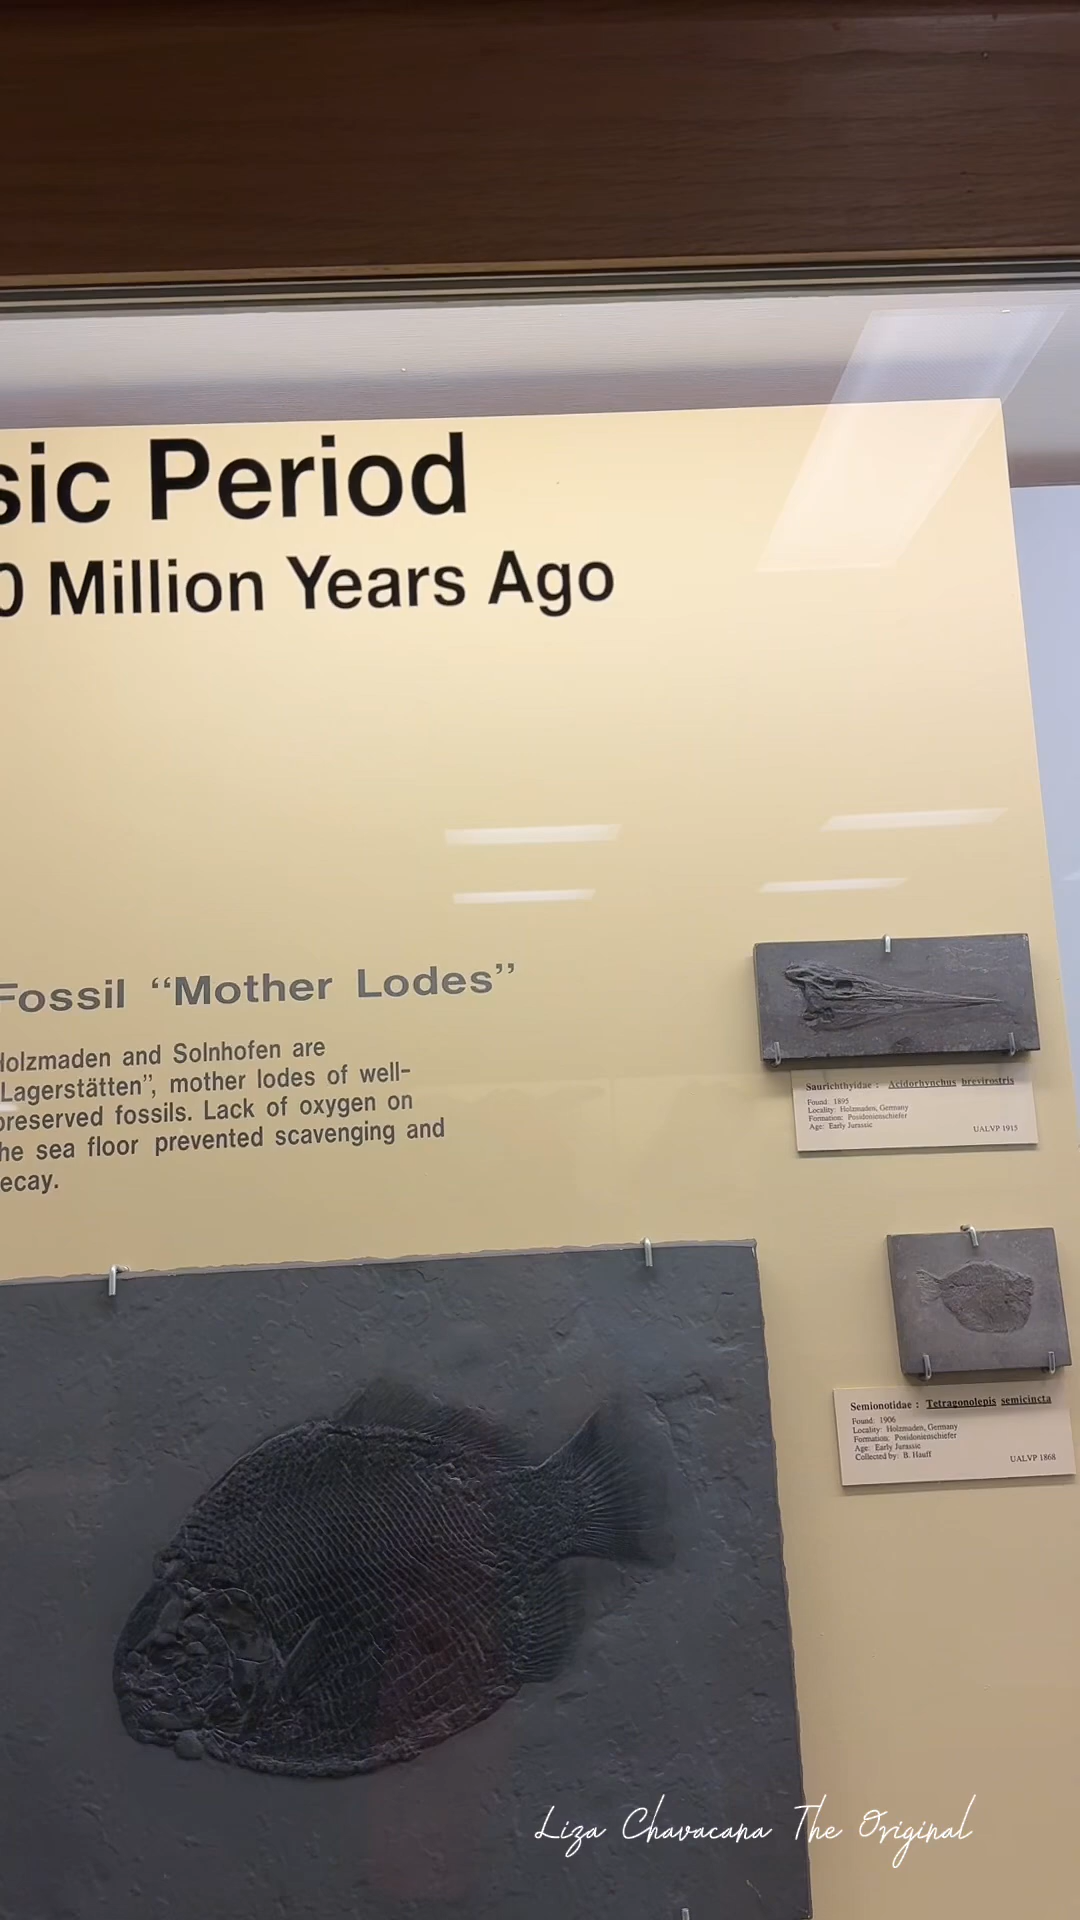 sic Period
0 Million Years Ago
Fossil “Mother Lodes”
Holzmaden and Solnhofen are
Lagerstätten”, mother lodes of well-
preserved fossils. Lack of oxygen on
he sea floor prevented scavenging and
ecay.
Saurichthyidae : Acidorhynchus brevirostris
Found: 1895
Locality: Holzmaden, Germany
Formation: Posidonienschiefer
Age: Early Jurassic
UALVP 1915
Semionotidae : Tetragonolepis semicincta
Found: 1906
Locality: Holzmaden, Germany
Formation: Posidonienschiefer
Age: Early Jurassic
Collected by: B. Hauff
UALVP 1868
Liza Chavacana The Original